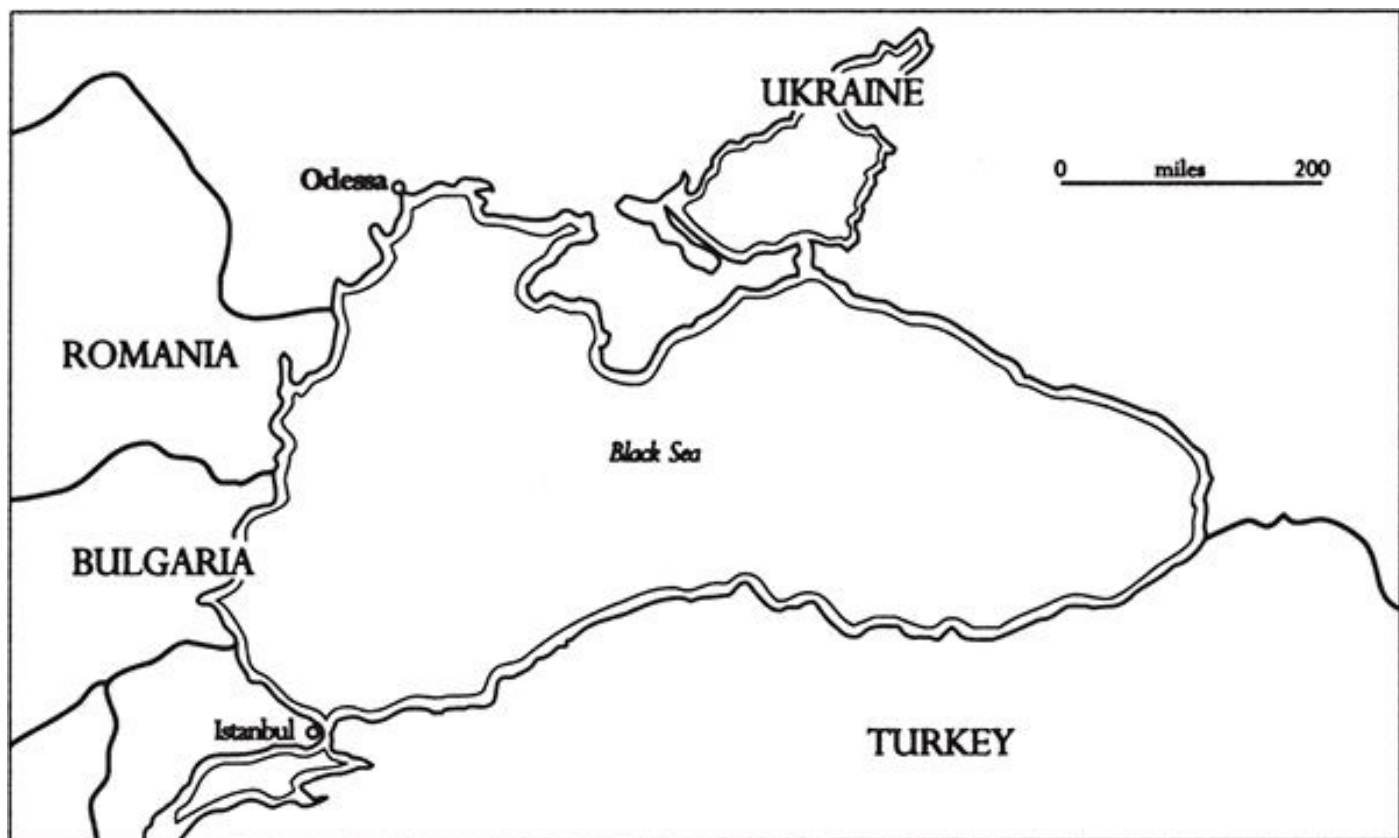 UKRAINE
0 miles 200
Odessa
ROMANIA
Black Sea
BULGARIA
Istanbul
TURKEY